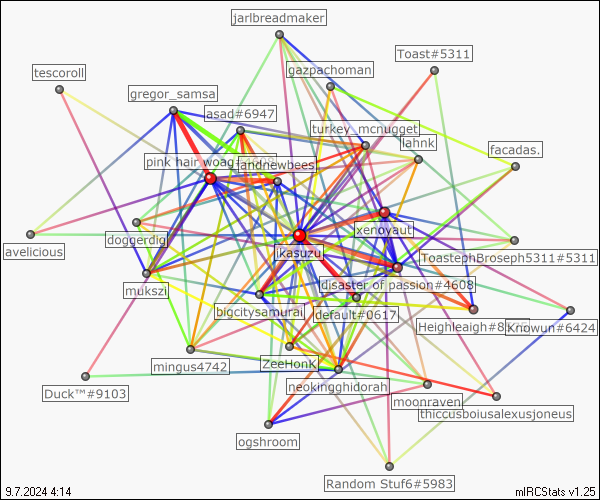 jarlbreadmaker
Toast#5311
gazpachoman
tescoroll
gregor_samsa
asad#6947
turkey_mcnugget
lahnk
facadas.
pink hair woag
andnewbees
doggerdig
xenoyaut
avelicious
jikasuzu
ToastephBroseph5311#5311
mukszi
disaster of passion#4608
bigcitysamurai
default#0617
Heighleaigh#8
Knowun#6424
mingus4742
ZeeHonk
neokingghidorah
Duck™#9103
moonraven
thiccusboiusalexusjoneus
ogshroom
Random Stuf6#5983
9.7.2024 4:14
mIRCStats v1.25